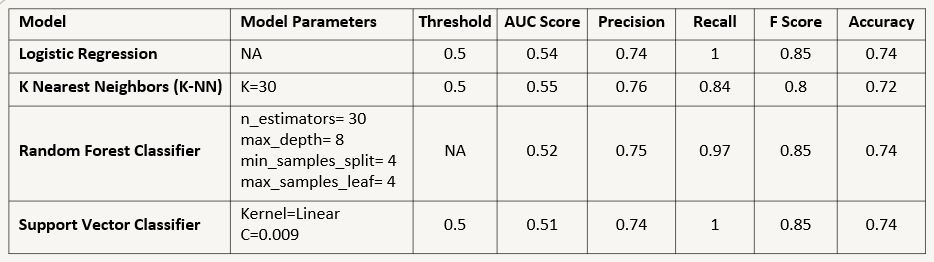 Model Model Parameters Threshold AUC Score Precision Recall F Score Accuracy
Logistic Regression NA 0.5 0.54 0.74 1 0.85 0.74
K Nearest Neighbors (K-NN) K=30 0.5 0.55 0.76 0.84 0.8 0.72
Random Forest Classifier n_estimators= 30
max_depth= 8
min_samples_split= 4
max_samples_leaf= 4 NA 0.52 0.75 0.97 0.85 0.74
Support Vector Classifier Kernel=Linear
C=0.009 0.5 0.51 0.74 1 0.85 0.74